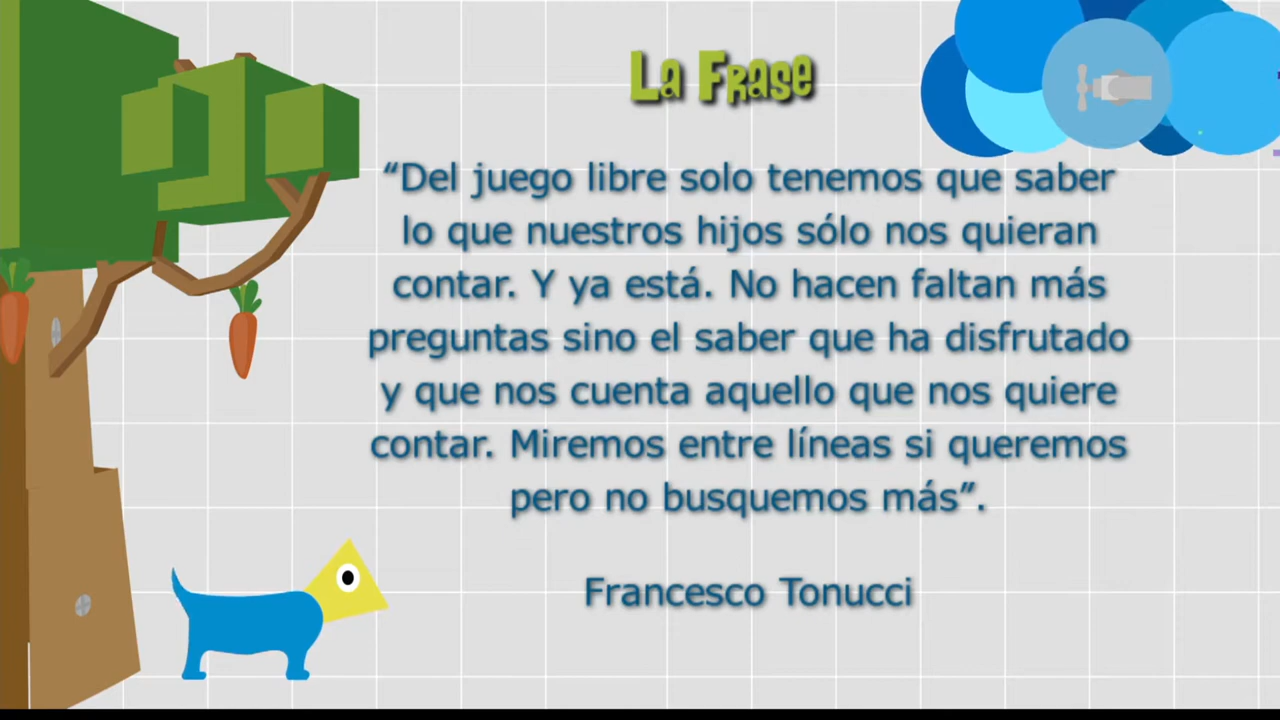 La Frase
“Del juego libre solo tenemos que saber
lo que nuestros hijos sólo nos quieran
contar. Y ya está. No hacen faltan más
preguntas sino el saber que ha disfrutado
y que nos cuenta aquello que nos quiere
contar. Miremos entre líneas si queremos
pero no busquemos más”.
Francesco Tonucci